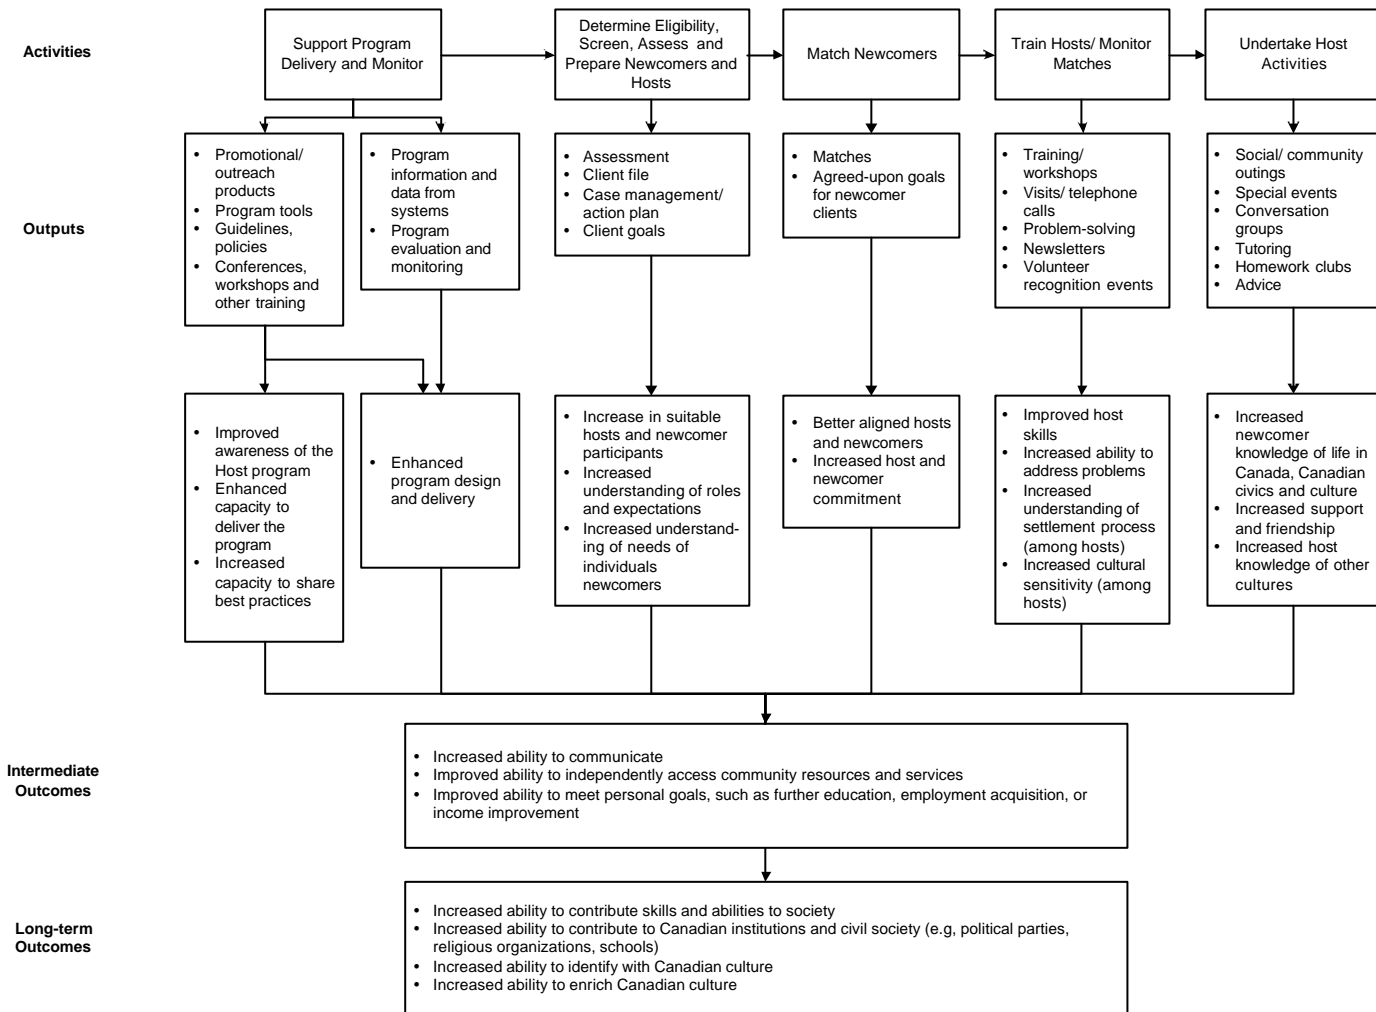 Activities
Support Program
Delivery and Monitor
Determine Eligibility,
Screen, Assess and
Prepare Newcomers and
Hosts
Match Newcomers
Train Hosts/ Monitor
Matches
Undertake Host
Activities
Outputs
• Promotional/
outreach
products
• Program tools
• Guidelines,
policies
• Conferences,
workshops and
other training
• Program
information and
data from
systems
• Program
evaluation and
monitoring
• Assessment
• Client file
• Case management/
action plan
• Client goals
• Matches
• Agreed-upon goals
for newcomer
clients
• Training/
workshops
• Visits/ telephone
calls
• Problem-solving
• Newsletters
• Volunteer
recognition events
• Social/ community
outings
• Special events
• Conversation
groups
• Tutoring
• Homework clubs
• Advice
• Improved
awareness of the
Host program
• Enhanced
capacity to
deliver the
program
• Increased
capacity to share
best practices
• Enhanced
program design
and delivery
• Increase in suitable
hosts and newcomer
participants
• Increased
understanding of roles
and expectations
• Increased understand-
ing of needs of
individuals
newcomers
• Better aligned hosts
and newcomers
• Increased host and
newcomer
commitment
• Improved host
skills
• Increased ability to
address problems
• Increased
understanding of
settlement process
(among hosts)
• Increased cultural
sensitivity (among
hosts)
• Increased
newcomer
knowledge of life in
Canada, Canadian
civics and culture
• Increased support
and friendship
• Increased host
knowledge of other
cultures
Intermediate
Outcomes
• Increased ability to communicate
• Improved ability to independently access community resources and services
• Improved ability to meet personal goals, such as further education, employment acquisition, or
income improvement
Long-term
Outcomes
• Increased ability to contribute skills and abilities to society
• Increased ability to contribute to Canadian institutions and civil society (e.g, political parties,
religious organizations, schools)
• Increased ability to identify with Canadian culture
• Increased ability to enrich Canadian culture